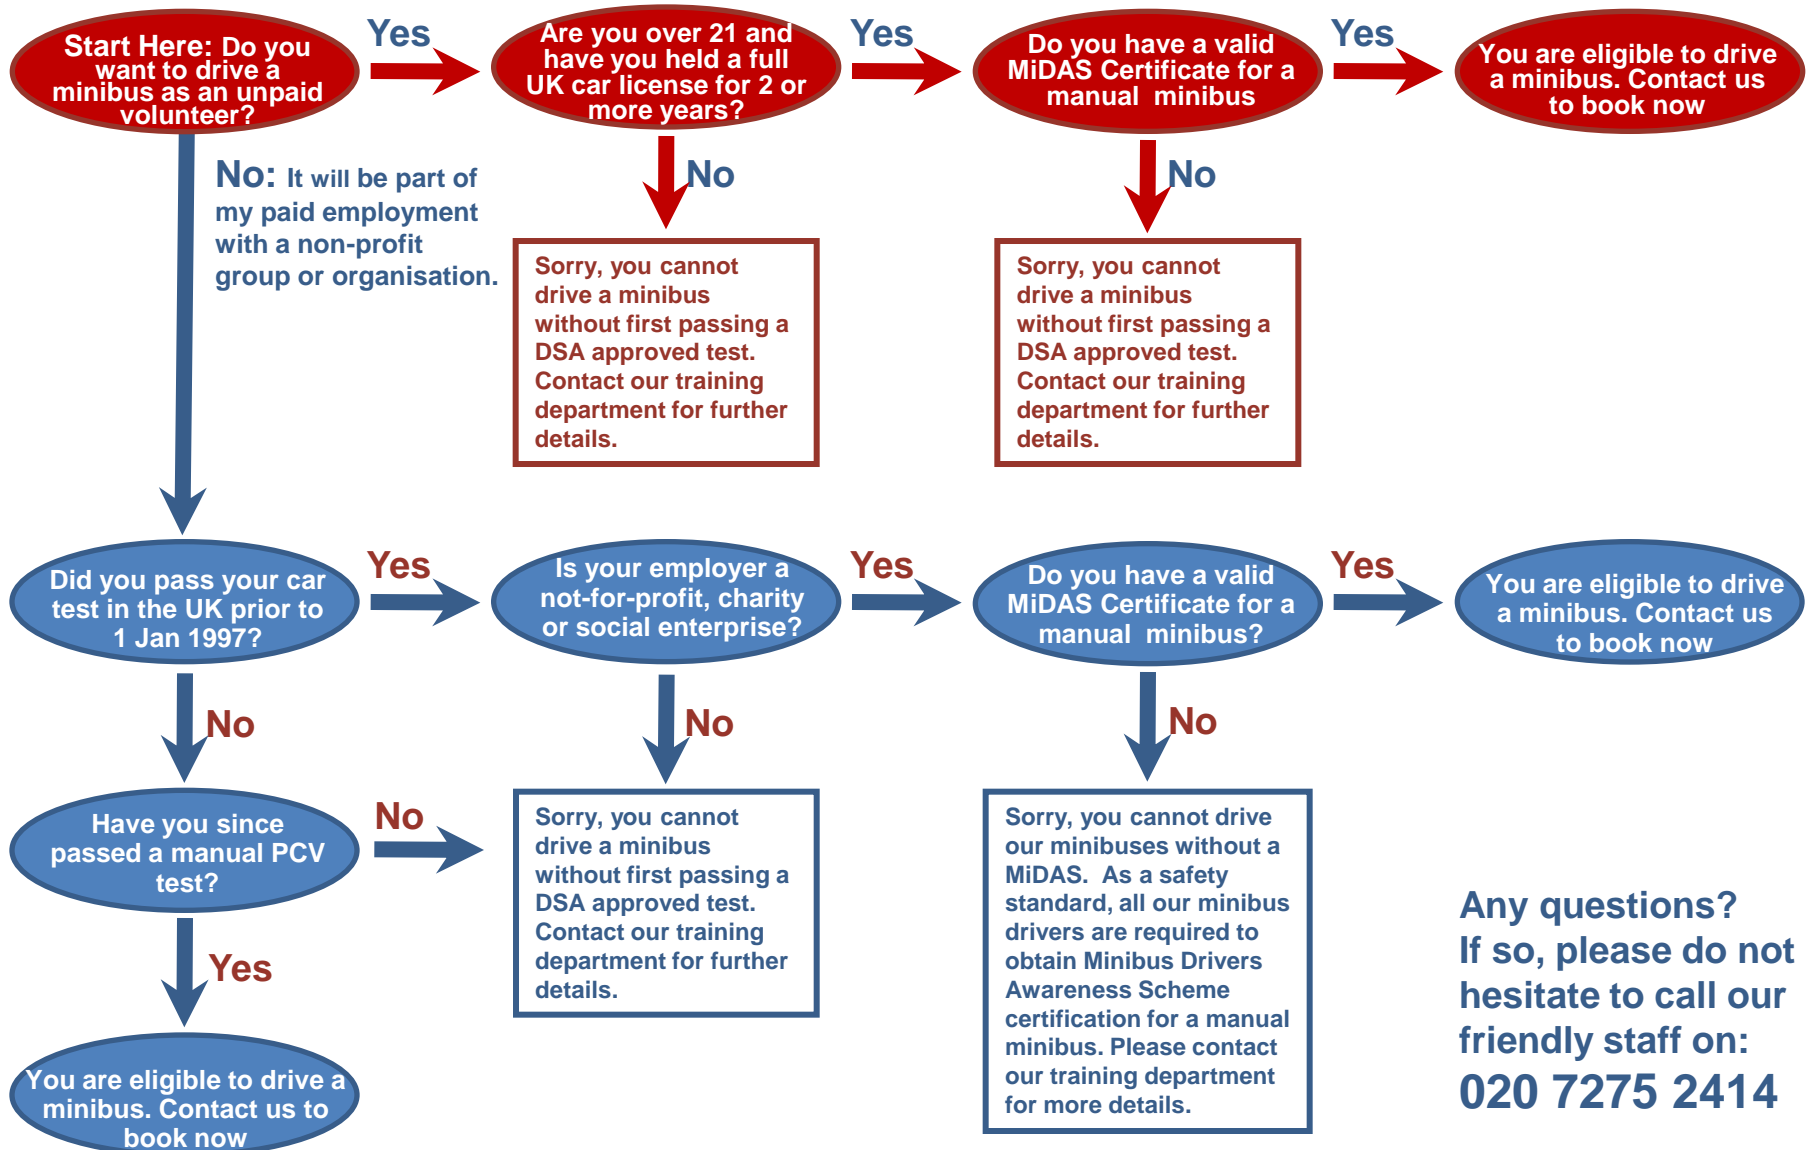 Start Here: Do you
want to drive a
minibus as an unpaid
volunteer?
Yes
Are you over 21 and
have you held a full
UK car license for 2 or
more years?
Yes
Do you have a valid
MiDAS Certificate for a
manual  minibus
Yes
You are eligible to drive
a minibus. Contact us
to book now
No: It will be part of
my paid employment
with a non-profit
group or organisation.
No
Sorry, you cannot
drive a minibus
without first passing a
DSA approved test.
Contact our training
department for further
details.
No
Sorry, you cannot
drive a minibus
without first passing a
DSA approved test.
Contact our training
department for further
details.
Did you pass your car
test in the UK prior to
1 Jan 1997?
Yes
Is your employer a
not-for-profit, charity
or social enterprise?
Yes
Do you have a valid
MiDAS Certificate for a
manual  minibus?
Yes
You are eligible to drive
a minibus. Contact us
to book now
No
No
No
Have you since
passed a manual PCV
test?
No
Sorry, you cannot
drive a minibus
without first passing a
DSA approved test.
Contact our training
department for further
details.
Sorry, you cannot drive
our minibuses without a
MiDAS.  As a safety
standard, all our minibus
drivers are required to
obtain Minibus Drivers
Awareness Scheme
certification for a manual
minibus. Please contact
our training department
for more details.
Yes
You are eligible to drive a
minibus. Contact us to
book now
Any questions?
If so, please do not
hesitate to call our
friendly staff on:
020 7275 2414